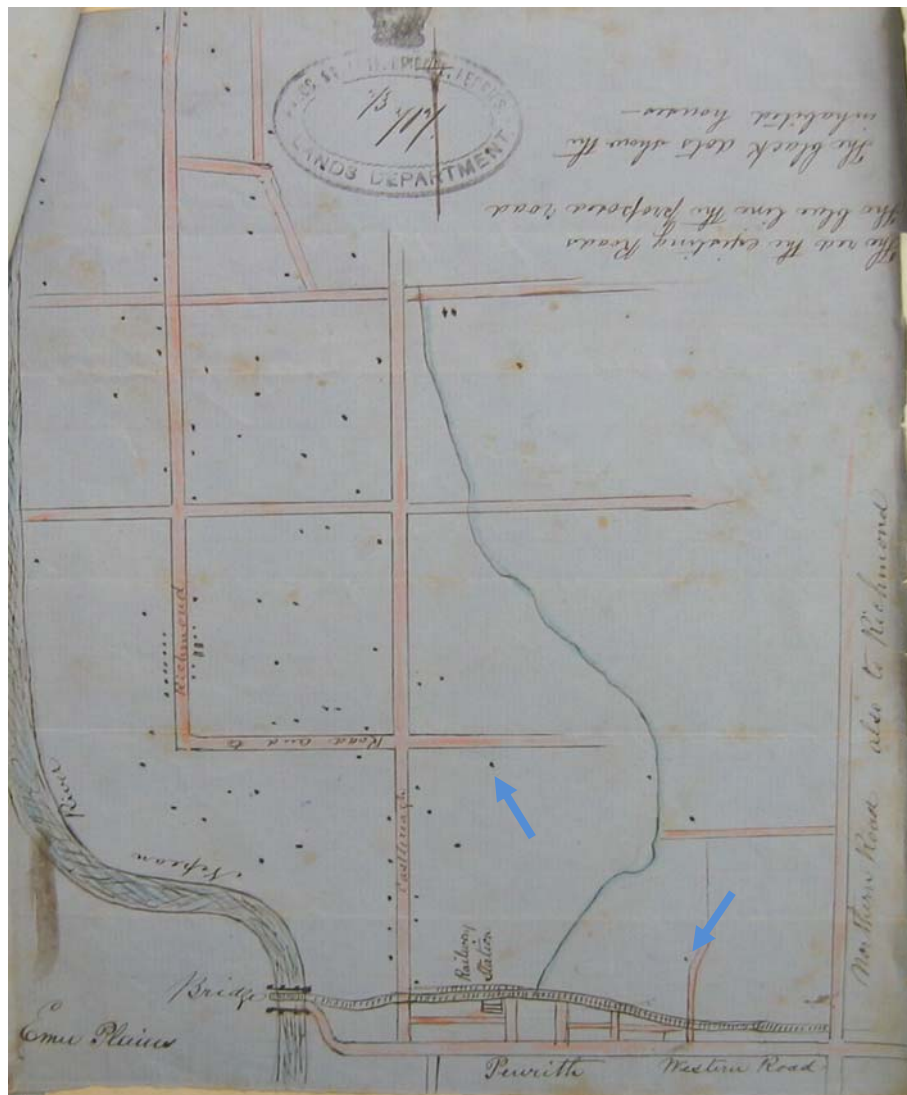 LANDS DEPARTMENT
The red the existing Roads
The blue line the proposed road
The black dots show the
inhabited houses—
Richmond
Road and to
Castlereagh
River
Nepean
Railway
Station
Bridge
Emu Plains
Penrith
Western Road
Northern Road also to Richmond